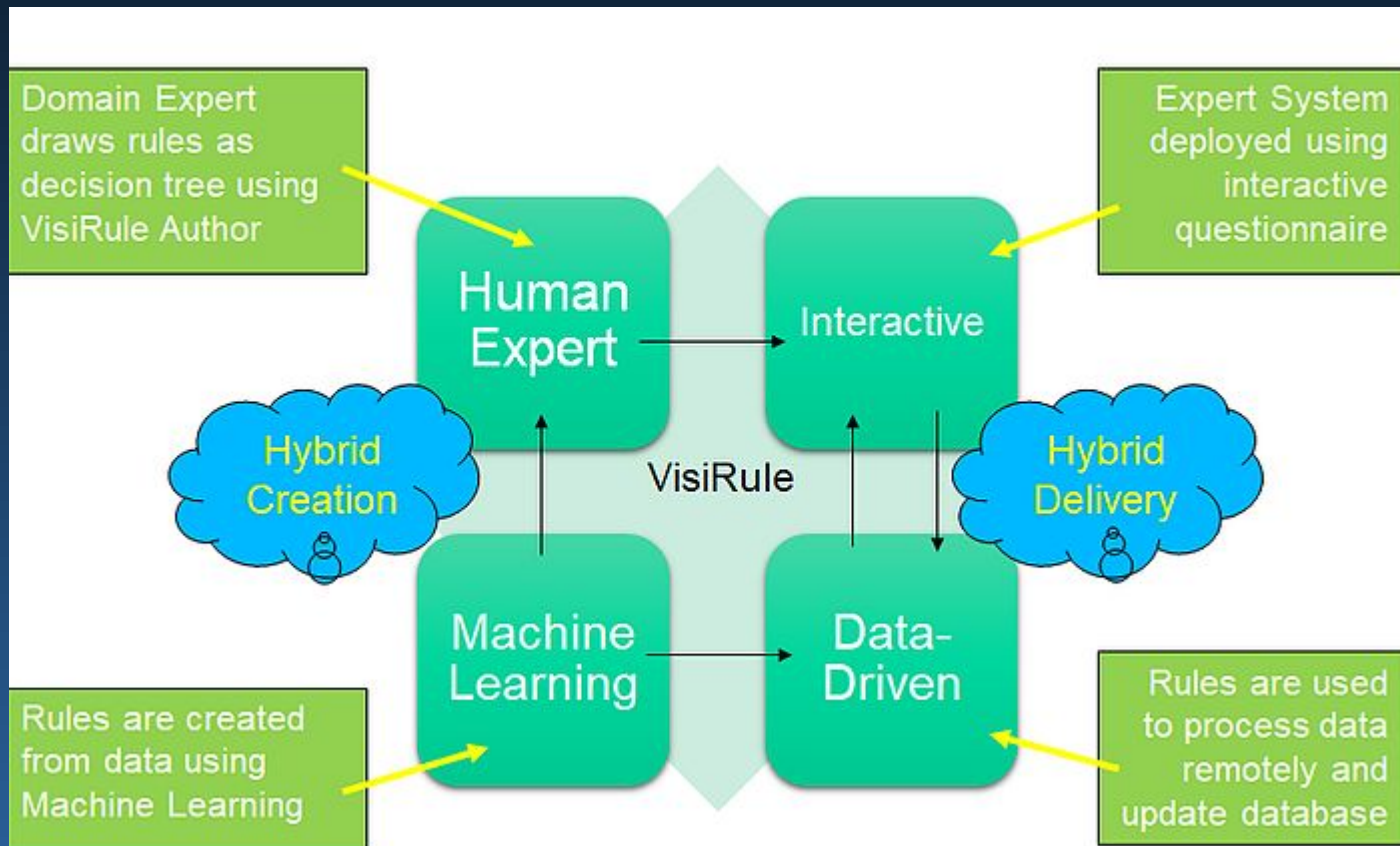 Domain Expert
draws rules as
decision tree using
VisiRule Author
Expert System
deployed using
interactive
questionnaire
Human
Expert
Interactive
Hybrid
Creation
VisiRule
Hybrid
Delivery
Machine
Learning
Data-
Driven
Rules are created
from data using
Machine Learning
Rules are used
to process data
remotely and
update database